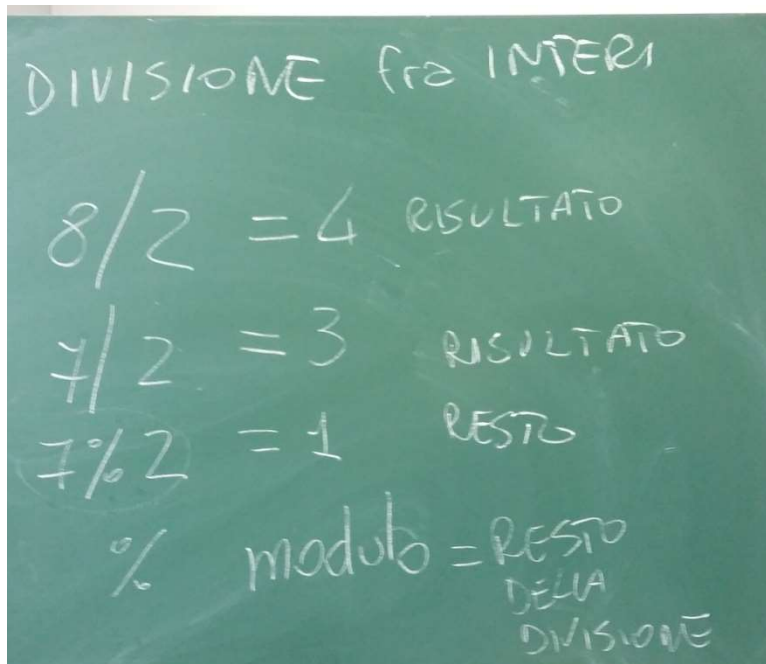 DIVISIONE fra INTERI
8/2 = 4 RISULTATO
7/2 = 3 RISULTATO
7%2 = 1 RESTO
% modulo = RESTO
DELLA
DIVISIONE